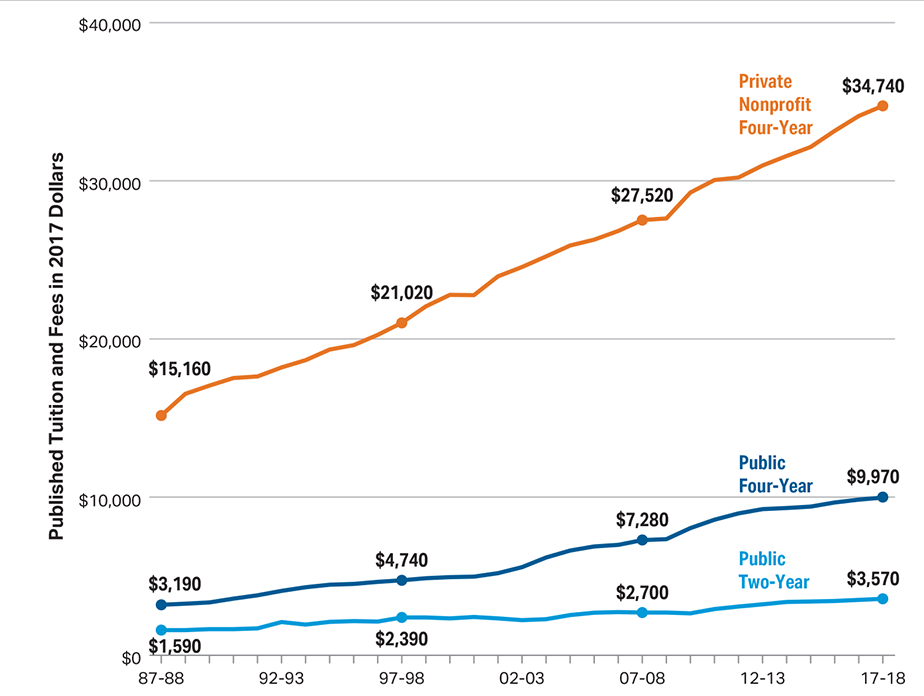 $40,000
Private
Nonprofit
Four-Year
$34,740
$30,000
$27,520
$21,020
$20,000
$15,160
Published Tuition and Fees in 2017 Dollars
Public
Four-Year
$9,970
$10,000
$7,280
$4,740
$3,190
Public
Two-Year
$3,570
$2,700
$2,390
$1,590
$0
87-88 92-93 97-98 02-03 07-08 12-13 17-18